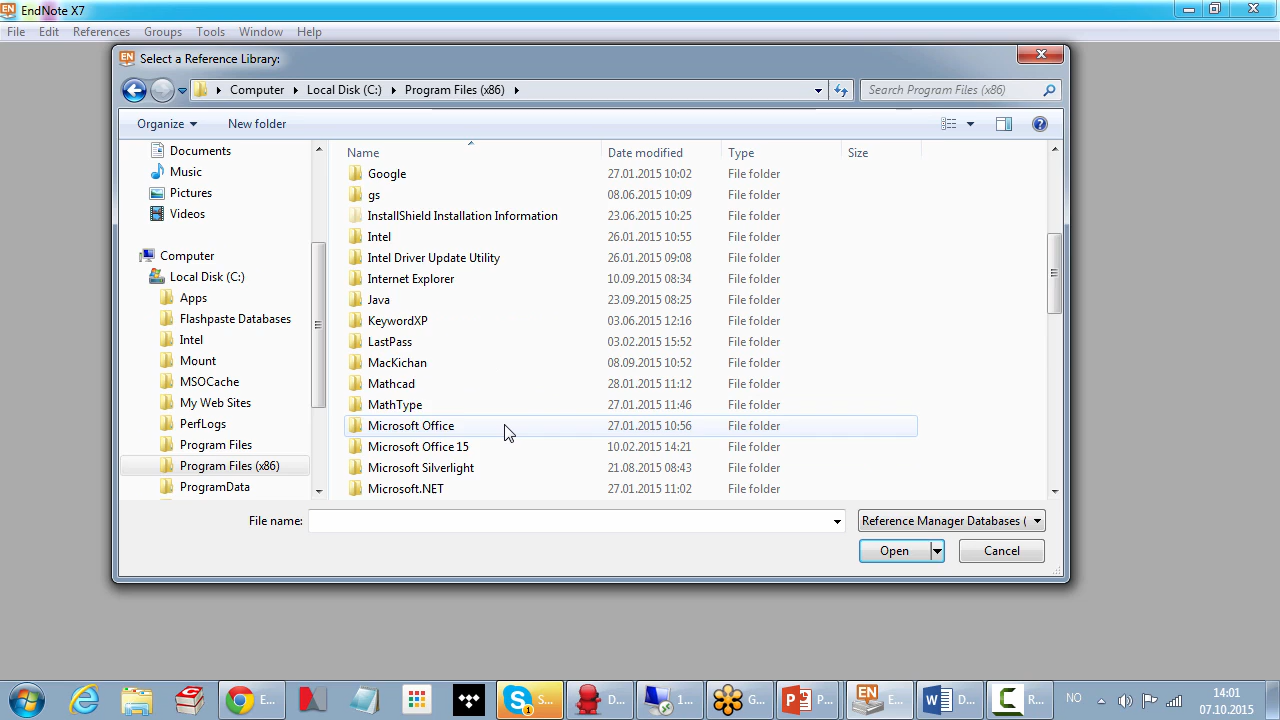 EN EndNote X7
File Edit References Groups Tools Window Help
EN Select a Reference Library:
Computer Local Disk (C:) Program Files (x86) Search Program Files (x86)
Organize New folder
Documents
Music
Pictures
Videos
Computer
Local Disk (C:)
Apps
Flashpaste Databases
Intel
Mount
MSOCache
My Web Sites
PerfLogs
Program Files
Program Files (x86)
ProgramData
Name Date modified Type Size
Google 27.01.2015 10:02 File folder
gs 08.06.2015 10:09 File folder
InstallShield Installation Information 23.06.2015 10:25 File folder
Intel 26.01.2015 10:55 File folder
Intel Driver Update Utility 26.01.2015 09:08 File folder
Internet Explorer 10.09.2015 08:34 File folder
Java 23.09.2015 08:25 File folder
KeywordXP 03.06.2015 12:16 File folder
LastPass 03.02.2015 15:52 File folder
MacKichan 08.09.2015 10:52 File folder
Mathcad 28.01.2015 11:12 File folder
MathType 27.01.2015 11:46 File folder
Microsoft Office 27.01.2015 10:56 File folder
Microsoft Office 15 10.02.2015 14:21 File folder
Microsoft Silverlight 21.08.2015 08:43 File folder
Microsoft.NET 27.01.2015 11:02 File folder
File name: Reference Manager Databases (
Open Cancel
E... S... 1 D... 1... G... P... EN E... D... R... NO 14:01
07.10.2015